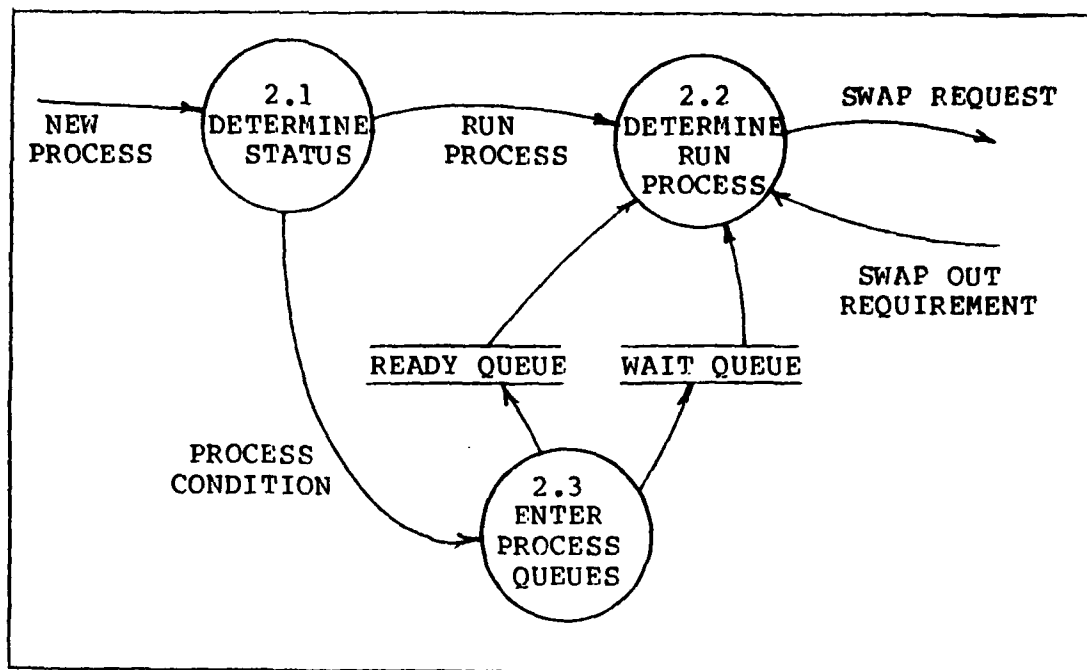 2.1
DETERMINE
STATUS
NEW
PROCESS
RUN
PROCESS
2.2
DETERMINE
RUN
PROCESS
SWAP REQUEST
SWAP OUT
REQUIREMENT
READY QUEUE
WAIT QUEUE
PROCESS
CONDITION
2.3
ENTER
PROCESS
QUEUES